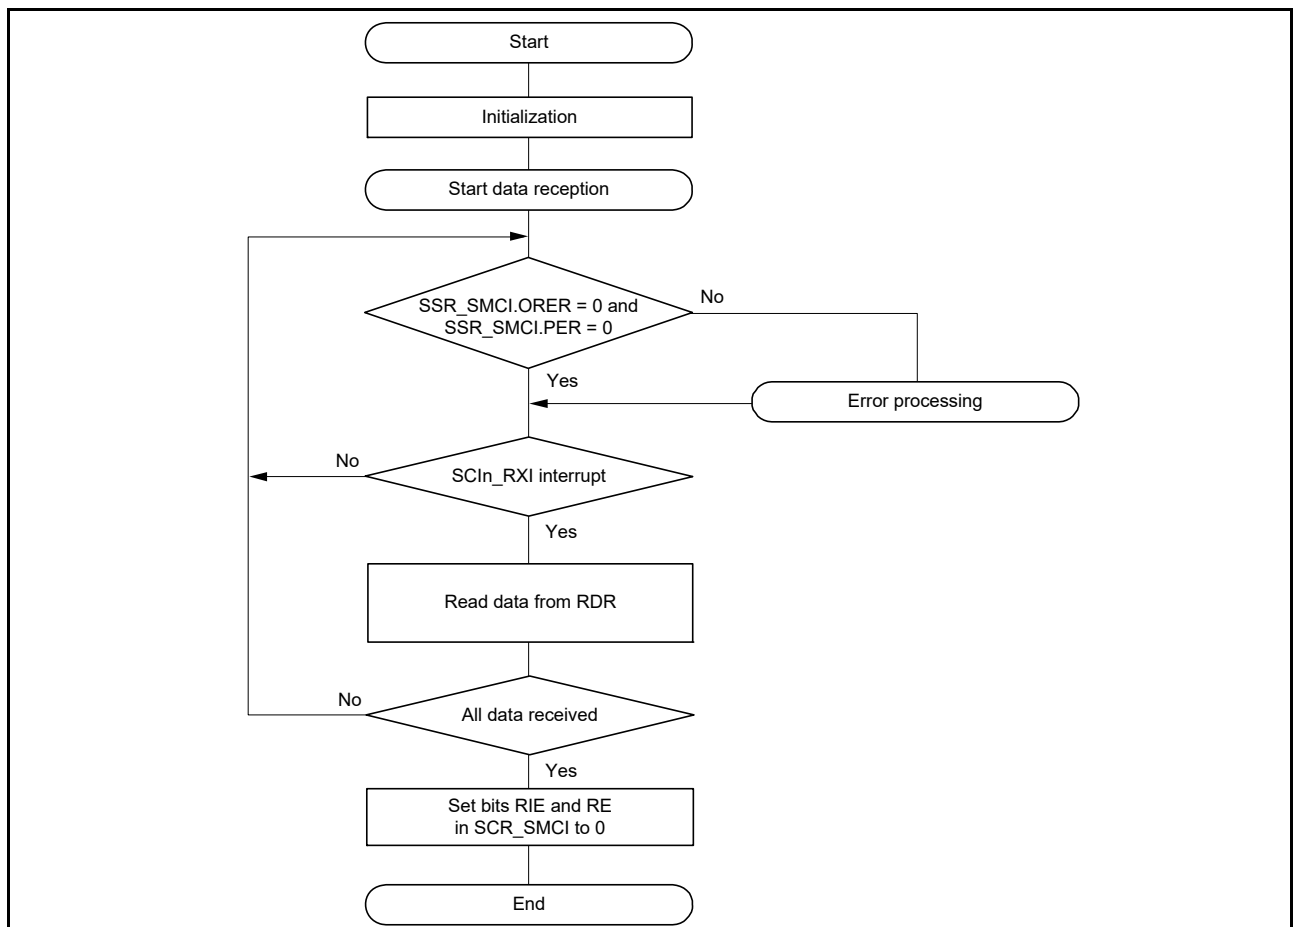 Start
Initialization
Start data reception
SSR_SMCI.ORER = 0 and
SSR_SMCI.PER = 0
No
Yes
Error processing
No
SCIn_RXI interrupt
Yes
Read data from RDR
No
All data received
Yes
Set bits RIE and RE
in SCR_SMCI to 0
End